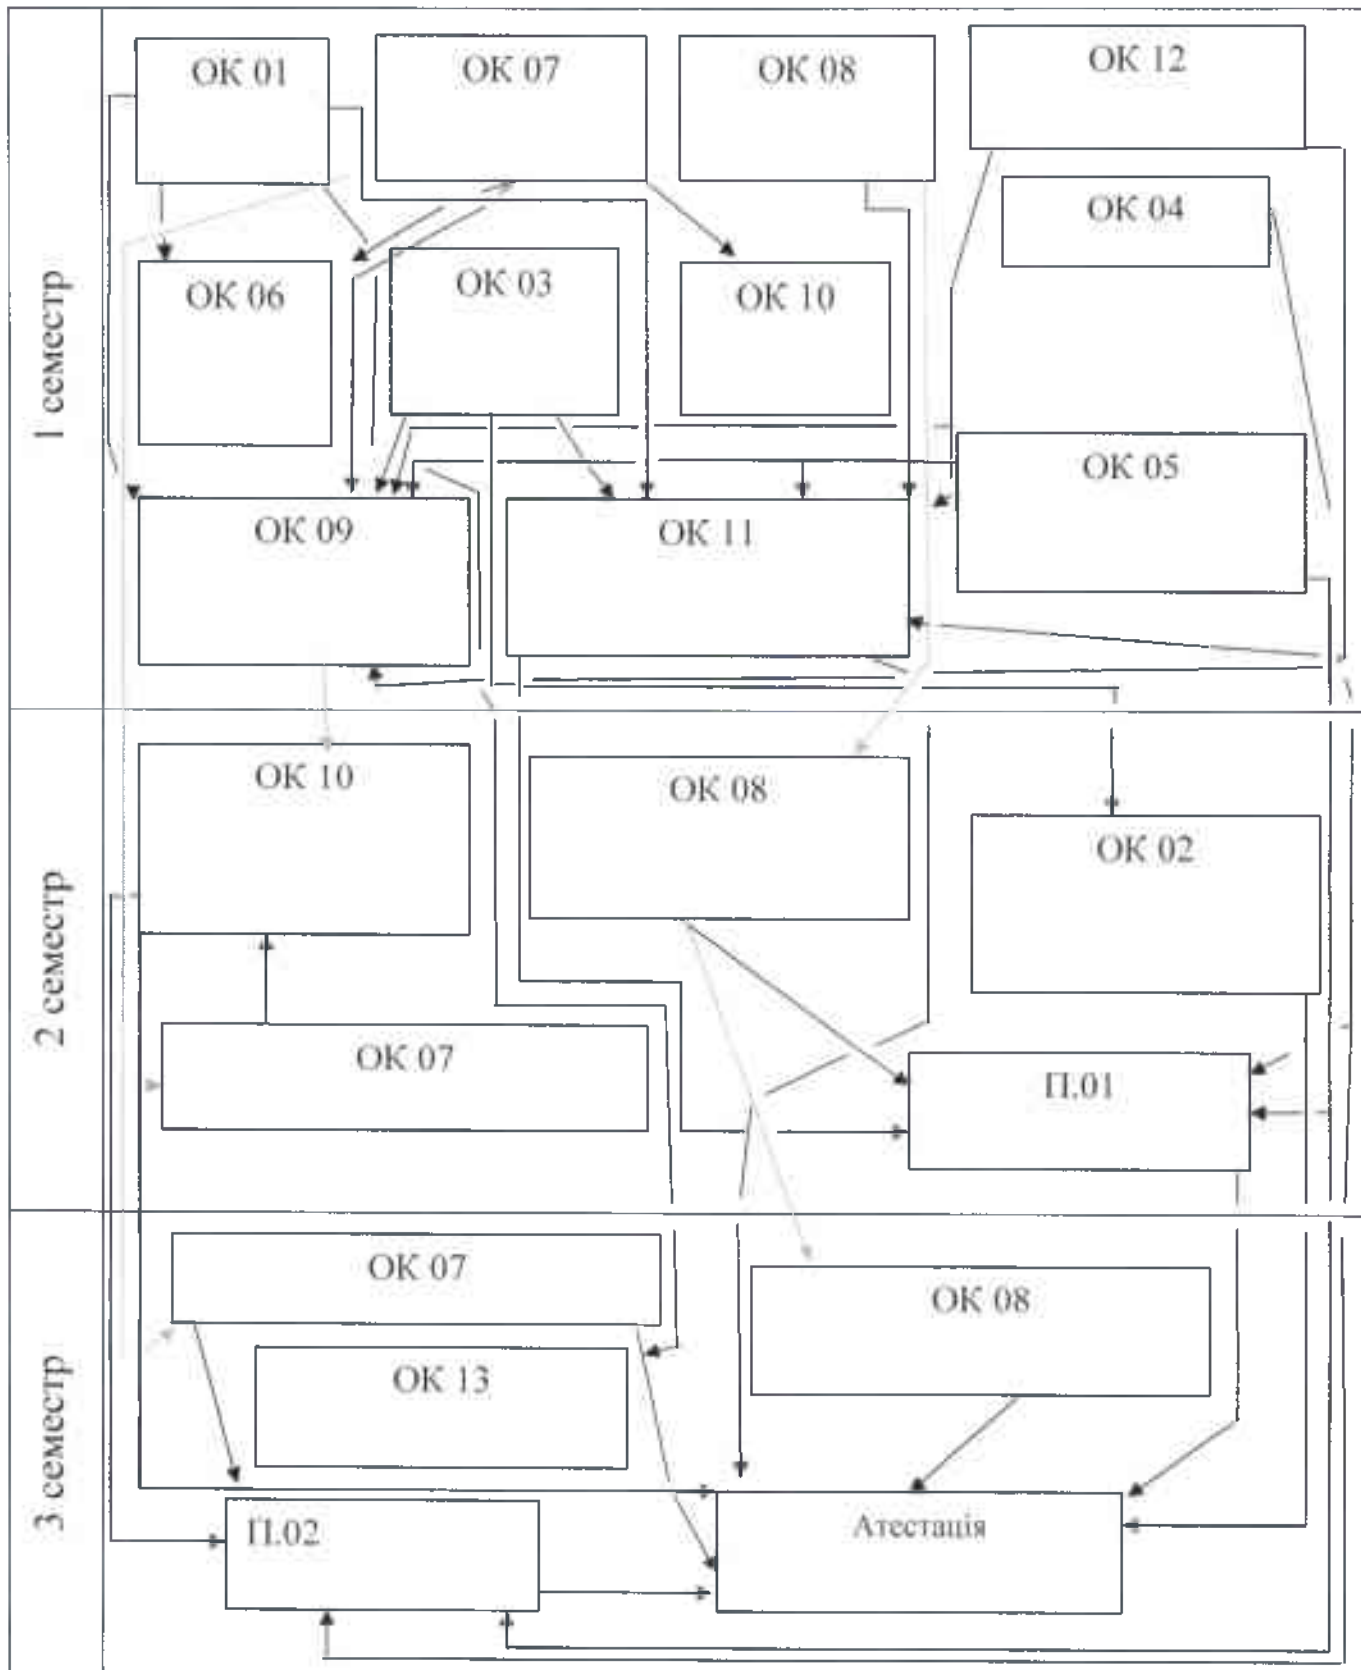 1 семестр
ОК 01
ОК 07
ОК 08
ОК 12
ОК 04
ОК 06
ОК 03
ОК 10
ОК 05
ОК 09
ОК 11
2 семестр
ОК 10
ОК 08
ОК 02
ОК 07
П.01
3 семестр
ОК 07
ОК 08
ОК 13
П.02
Атестація